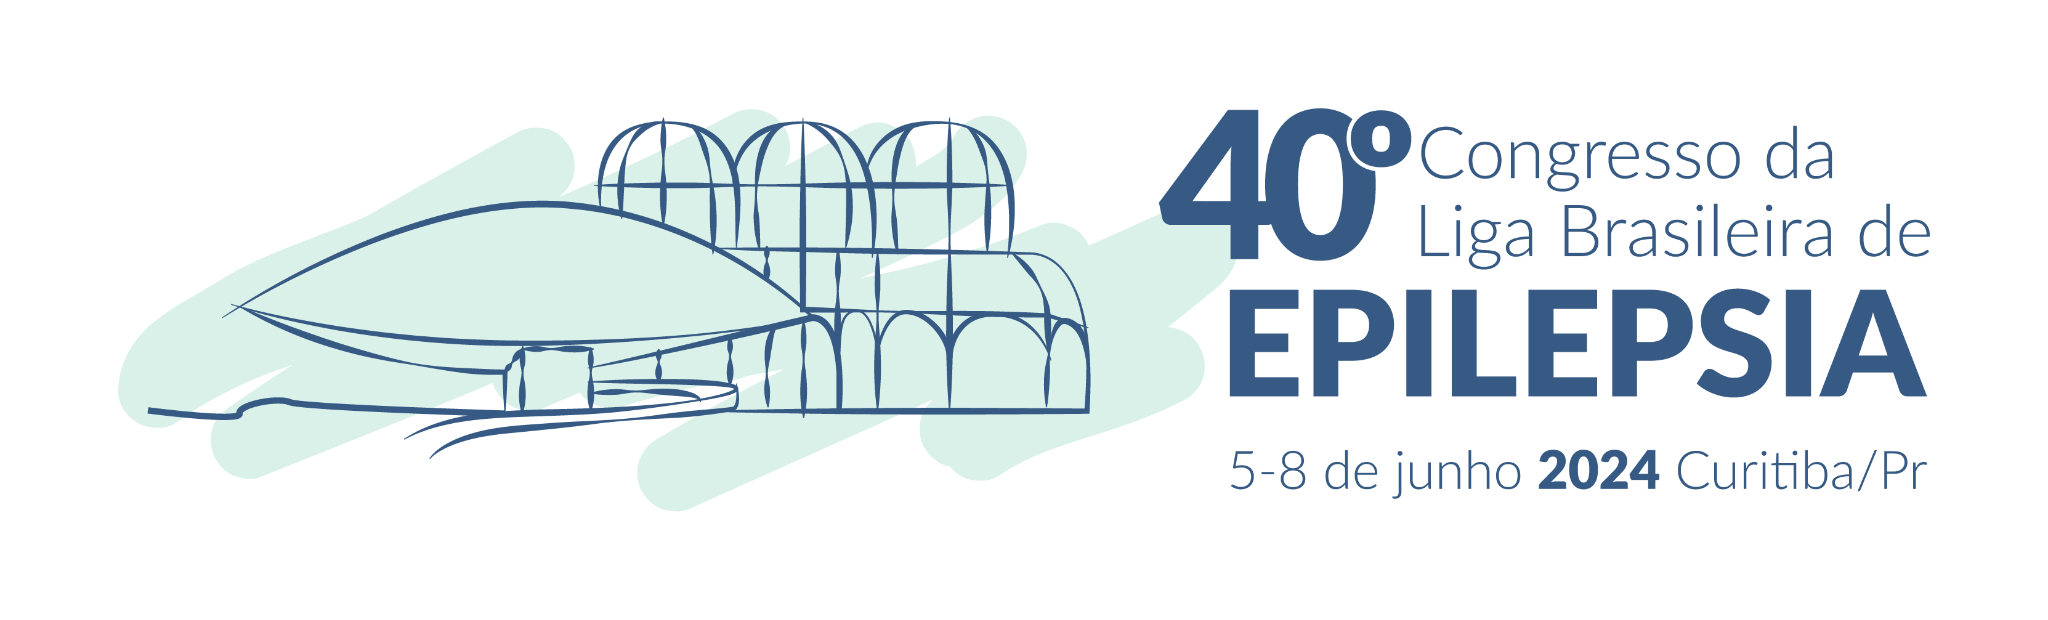 40º Congresso da
Liga Brasileira de
EPILEPSIA
5-8 de junho 2024 Curitiba/Pr